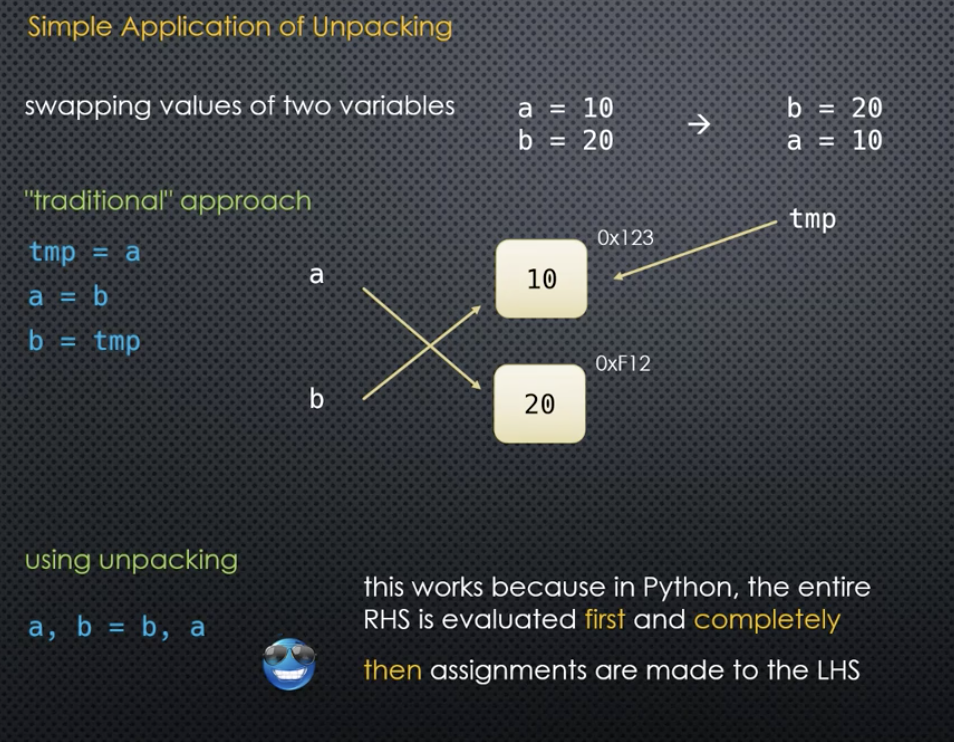 Simple Application of Unpacking
swapping values of two variables
a = 10
b = 20
→
b = 20
a = 10
"traditional" approach
tmp = a
a = b
b = tmp
a
b
10
0x123
20
0xF12
tmp
using unpacking
a, b = b, a
this works because in Python, the entire
RHS is evaluated first and completely
then assignments are made to the LHS